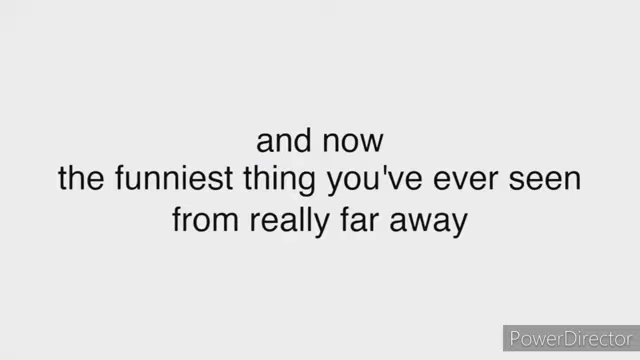 and now
the funniest thing you've ever seen
from really far away
PowerDirector